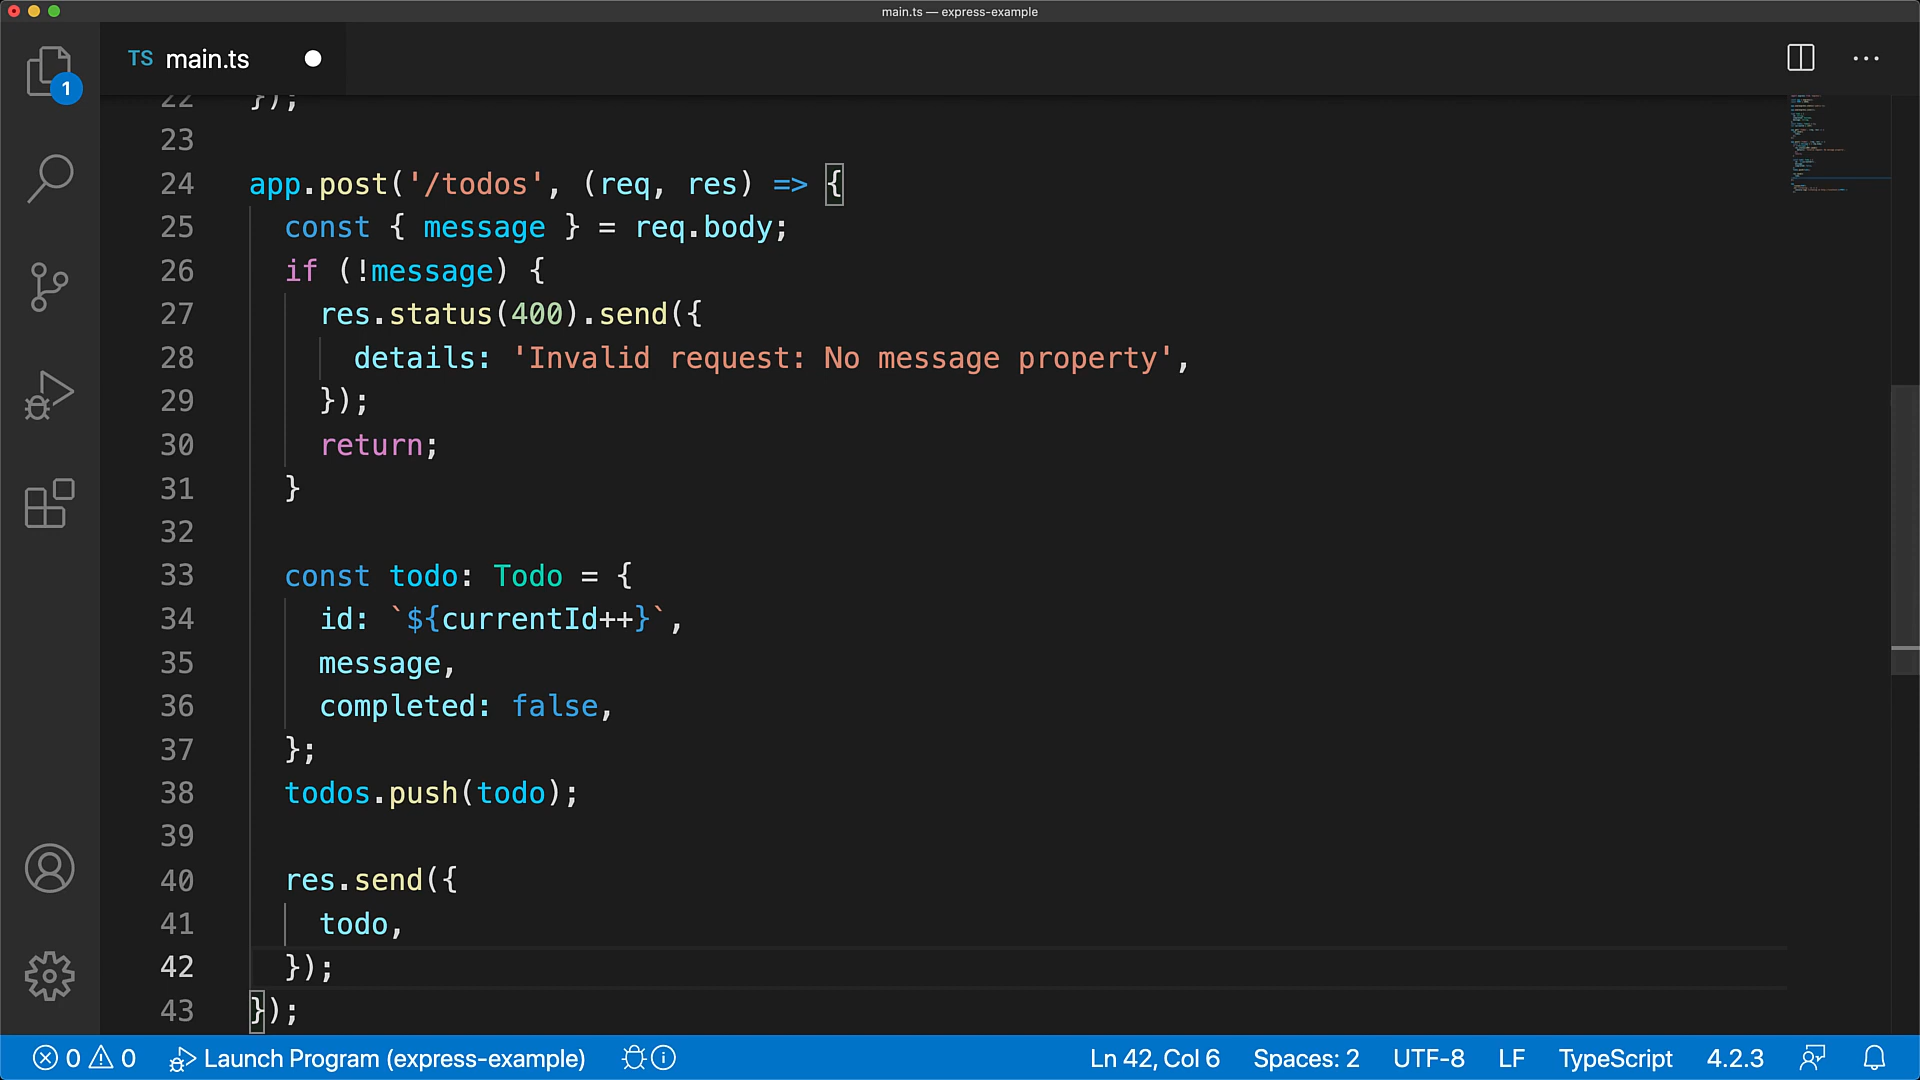 main.ts — express-example
TS main.ts
1
22 });
23
24 app.post('/todos', (req, res) => {
25 const { message } = req.body;
26 if (!message) {
27 res.status(400).send({
28 details: 'Invalid request: No message property',
29 });
30 return;
31 }
32
33 const todo: Todo = {
34 id: `${currentId++}`,
35 message,
36 completed: false,
37 };
38 todos.push(todo);
39
40 res.send({
41 todo,
42 });
43 });
0 0 Launch Program (express-example) Ln 42, Col 6 Spaces: 2 UTF-8 LF TypeScript 4.2.3